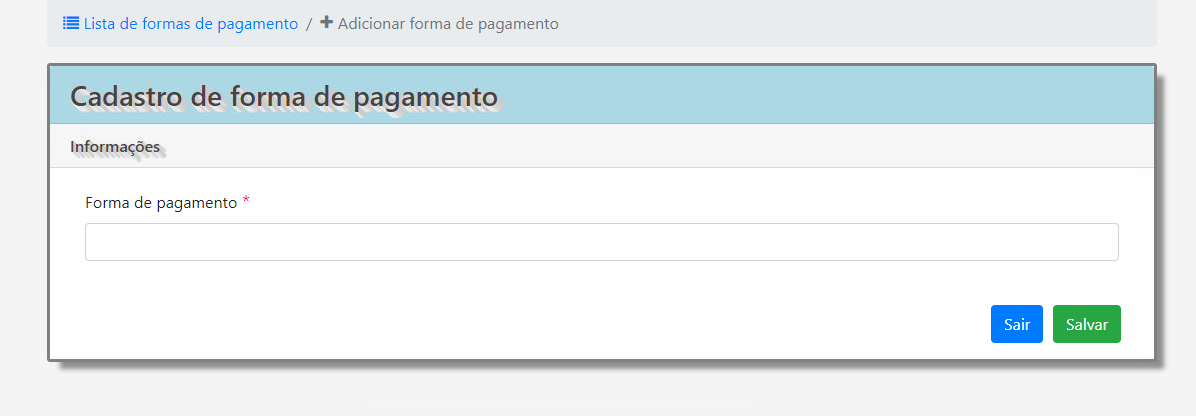 Lista de formas de pagamento / Adicionar forma de pagamento
Cadastro de forma de pagamento
Informações
Forma de pagamento *
Sair Salvar